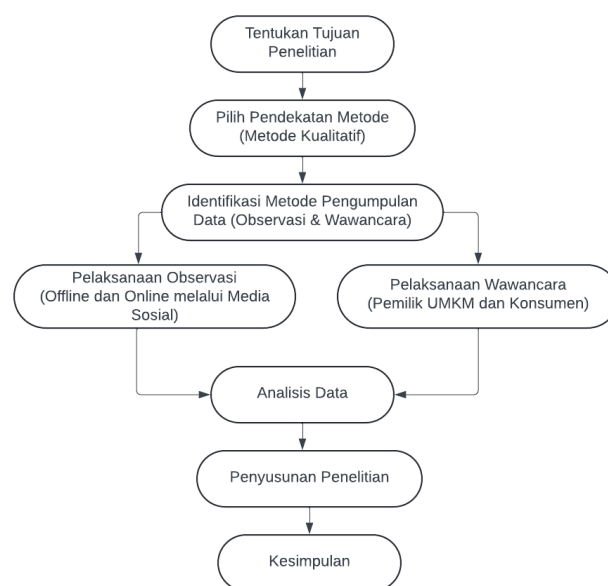 Tentukan Tujuan
Penelitian
Pilih Pendekatan Metode
(Metode Kualitatif)
Identifikasi Metode Pengumpulan
Data (Observasi & Wawancara)
Pelaksanaan Observasi
(Offline dan Online melalui Media
Sosial)
Pelaksanaan Wawancara
(Pemilik UMKM dan Konsumen)
Analisis Data
Penyusunan Penelitian
Kesimpulan